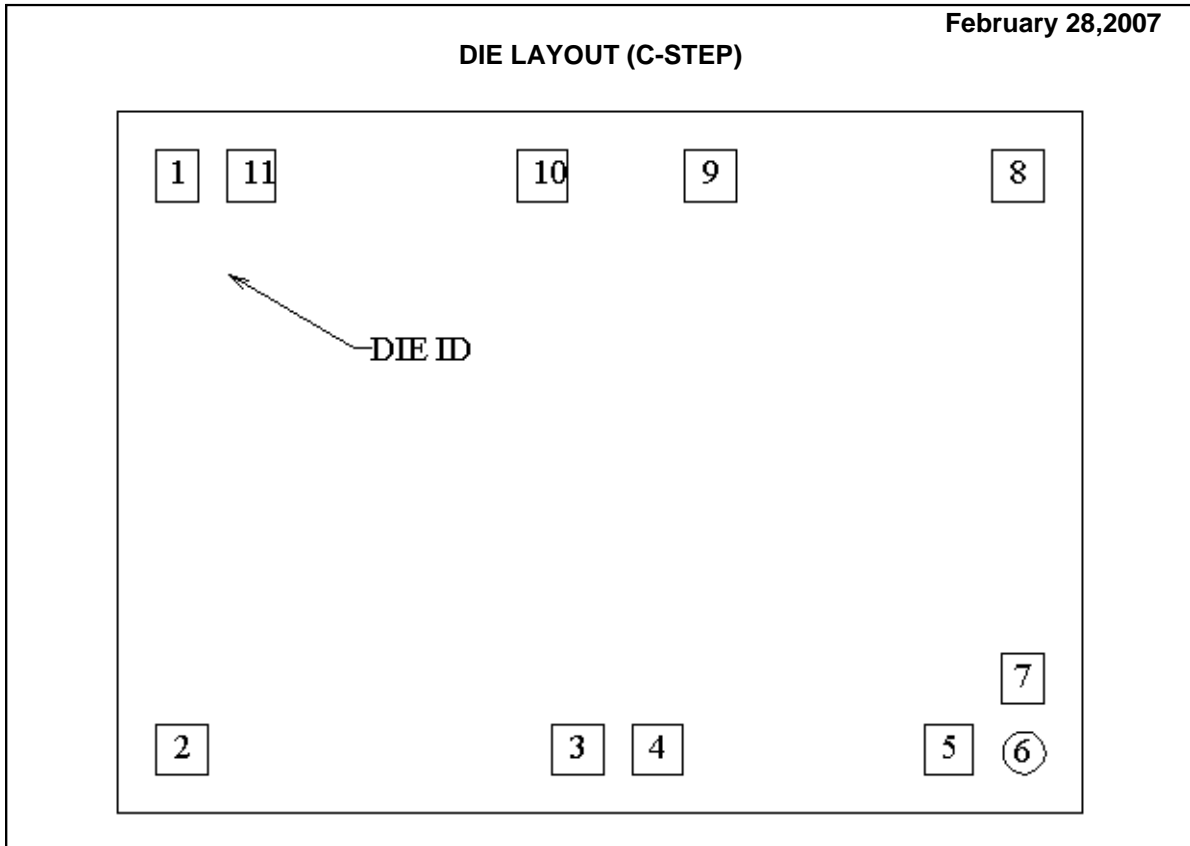 February 28,2007
DIE LAYOUT (C-STEP)
1 11 10 9 8
DIE ID
7
2 3 4 5 6